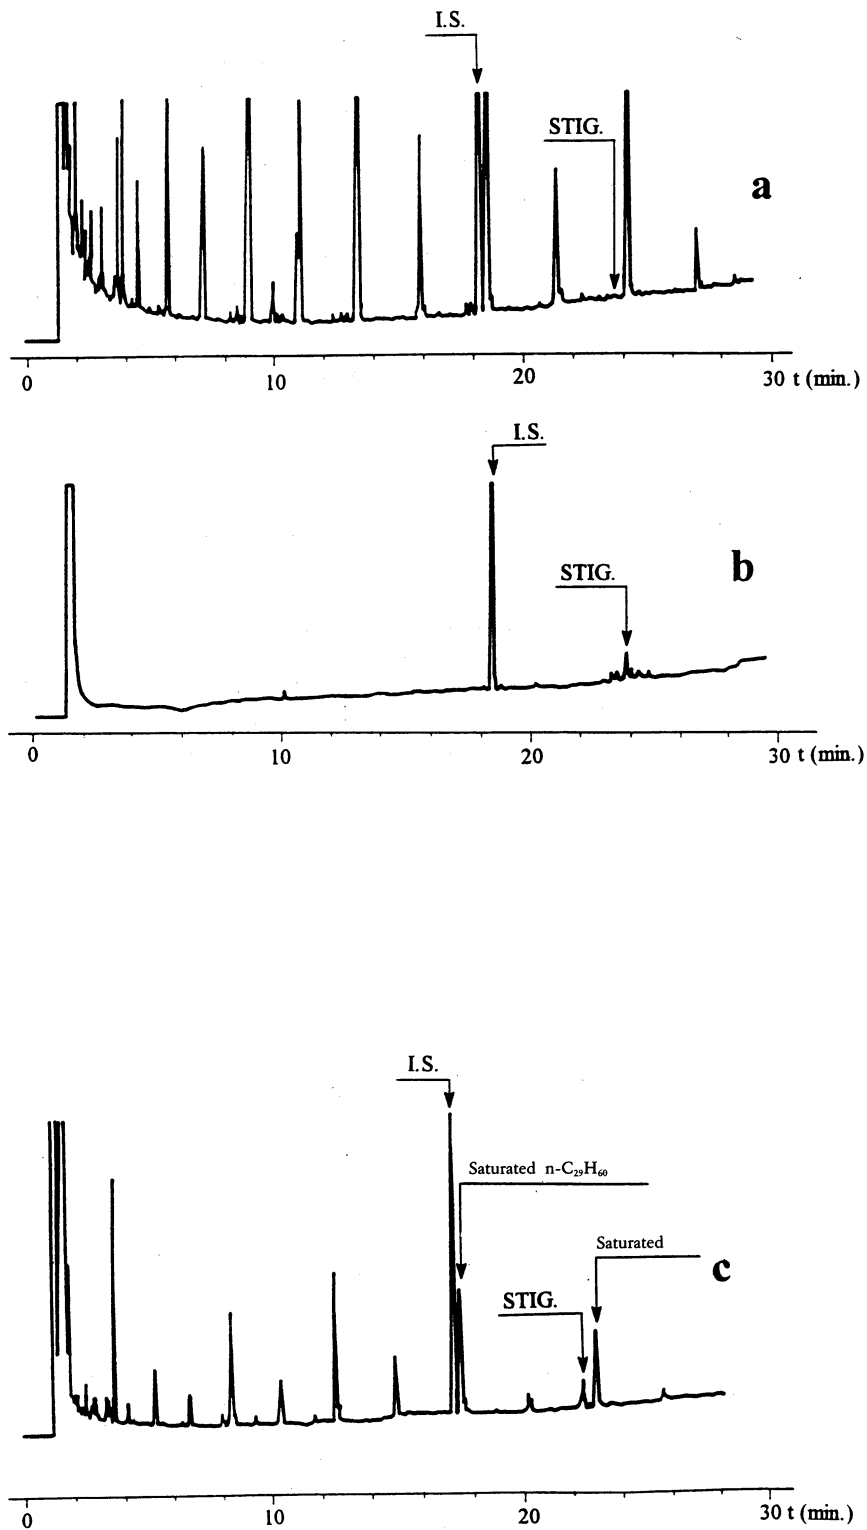 I.S.
STIG.
a
0 10 20 30 t (min.)
I.S.
STIG.
b
0 10 20 30 t (min.)
I.S.
Saturated n-C₂₉H₆₀
Saturated
STIG.
c
0 10 20 30 t (min.)